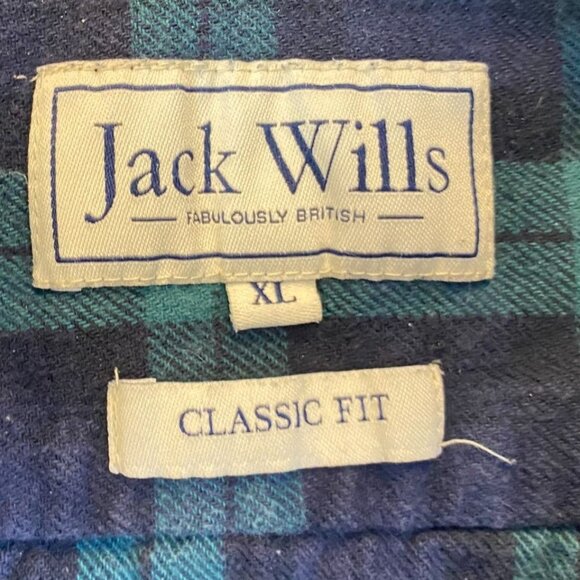 Jack Wills
FABULOUSLY BRITISH
XL
CLASSIC FIT